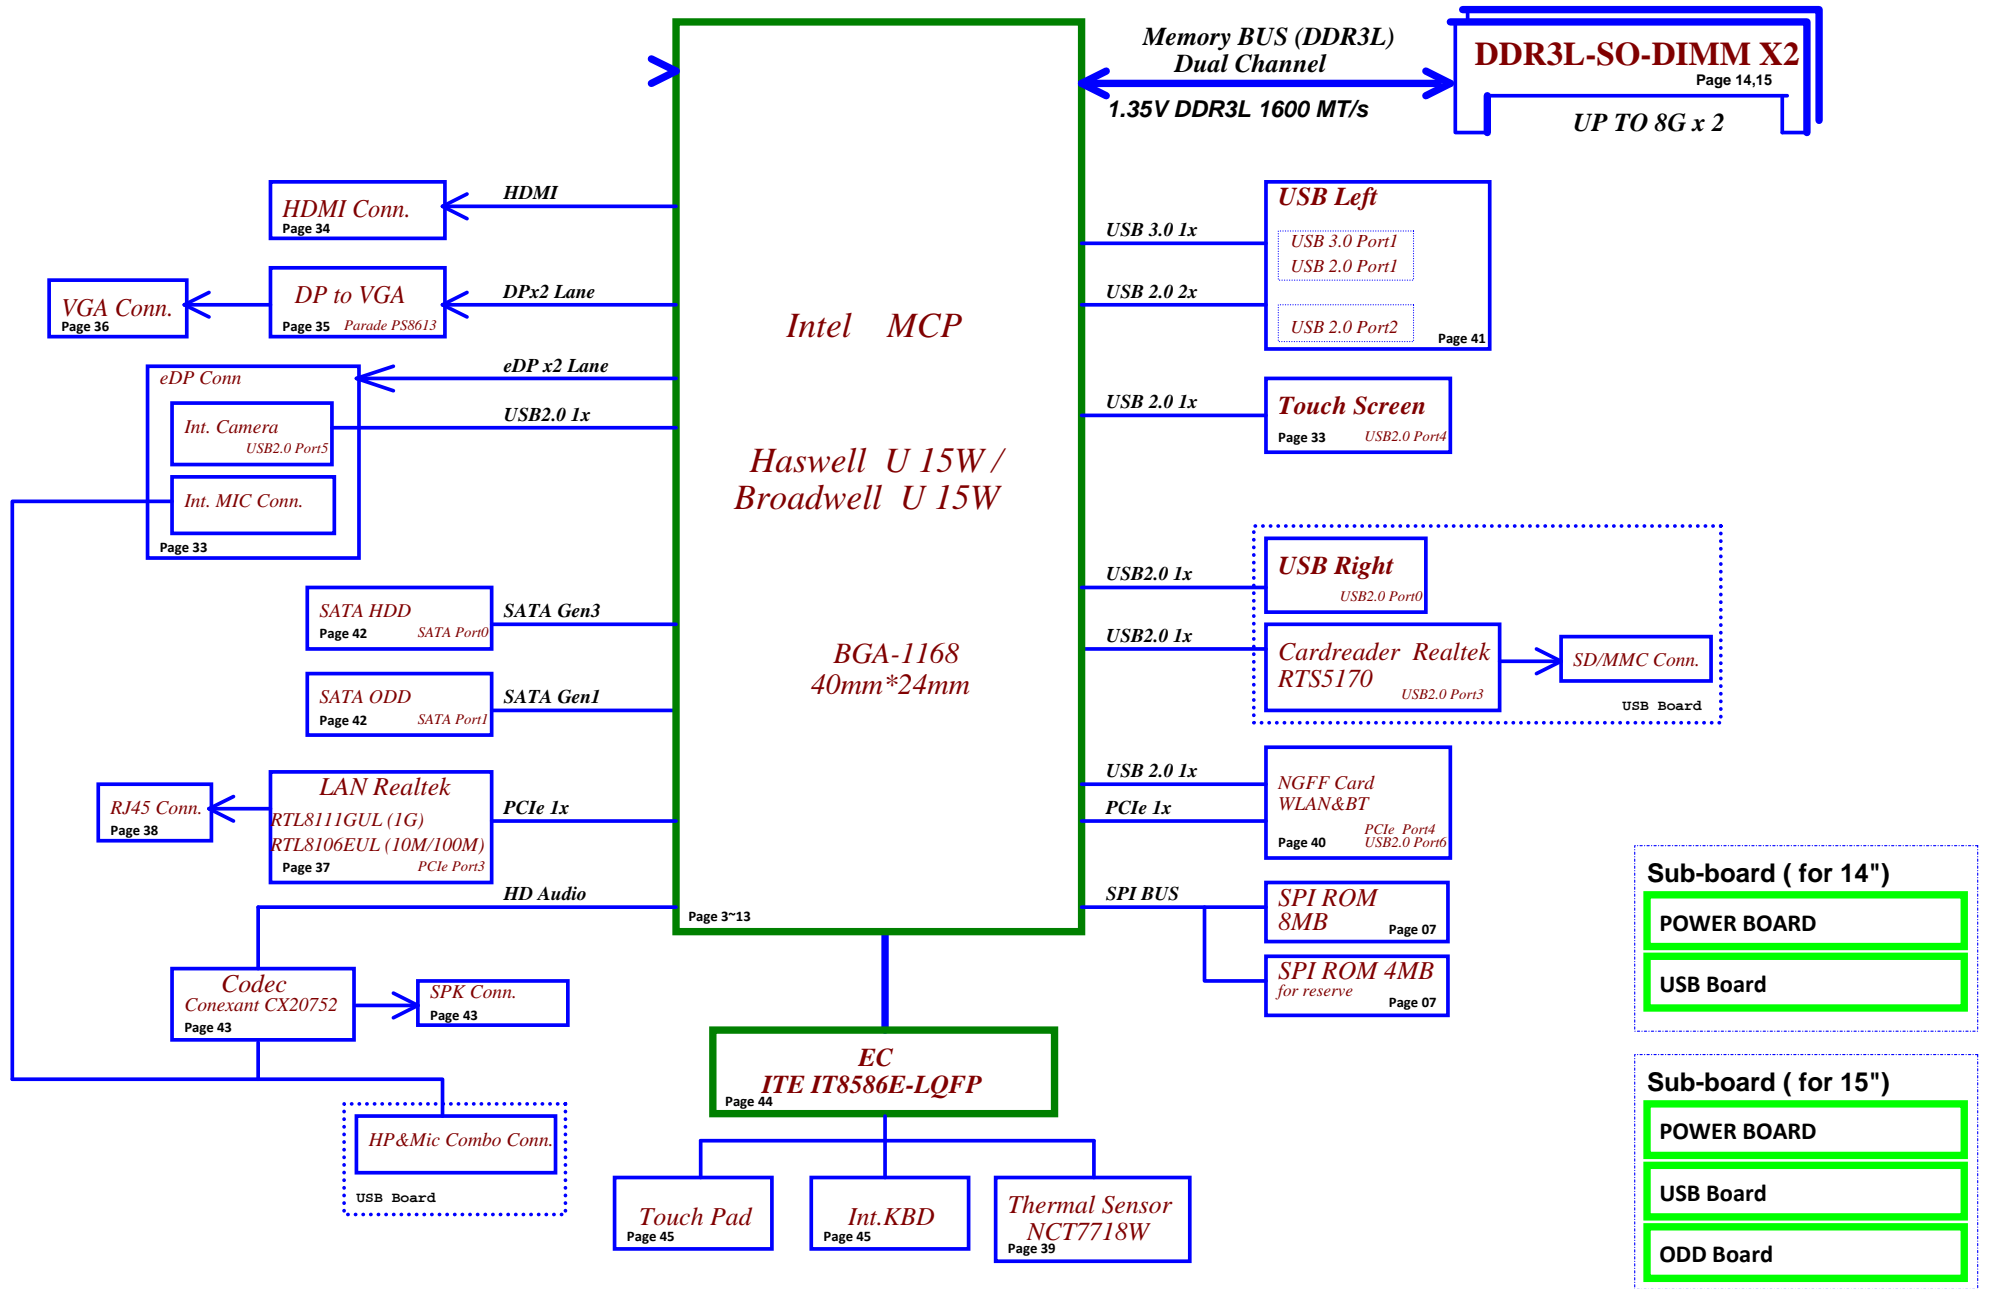 Memory BUS (DDR3L)
Dual Channel
1.35V DDR3L 1600 MT/s
DDR3L-SO-DIMM X2
Page 14,15
UP TO 8G x 2
HDMI Conn.
Page 34
HDMI
VGA Conn.
Page 36
DP to VGA
Page 35 Parade PS8613
DPx2 Lane
eDP Conn
eDP x2 Lane
Int. Camera
USB2.0 Port5
USB2.0 1x
Int. MIC Conn.
Page 33
SATA HDD
Page 42 SATA Port0
SATA Gen3
SATA ODD
Page 42 SATA Port1
SATA Gen1
RJ45 Conn.
Page 38
LAN Realtek
RTL8111GUL (1G)
RTL8106EUL (10M/100M)
Page 37 PCIe Port3
PCIe 1x
HD Audio
Codec
Conexant CX20752
Page 43
SPK Conn.
Page 43
HP&Mic Combo Conn.
USB Board
Intel MCP
Haswell U 15W /
Broadwell U 15W
BGA-1168
40mm*24mm
Page 3~13
EC
ITE IT8586E-LQFP
Page 44
Touch Pad
Page 45
Int.KBD
Page 45
Thermal Sensor
NCT7718W
Page 39
USB 3.0 1x
USB 2.0 2x
USB Left
USB 3.0 Port1
USB 2.0 Port1
USB 2.0 Port2
Page 41
USB 2.0 1x
Touch Screen
Page 33 USB2.0 Port4
USB2.0 1x
USB Right
USB2.0 Port0
USB2.0 1x
Cardreader Realtek
RTS5170
USB2.0 Port3
SD/MMC Conn.
USB Board
USB 2.0 1x
PCIe 1x
NGFF Card
WLAN&BT
PCIe Port4
Page 40 USB2.0 Port6
SPI BUS
SPI ROM
8MB
Page 07
SPI ROM 4MB
for reserve
Page 07
Sub-board ( for 14")
POWER BOARD
USB Board
Sub-board ( for 15")
POWER BOARD
USB Board
ODD Board